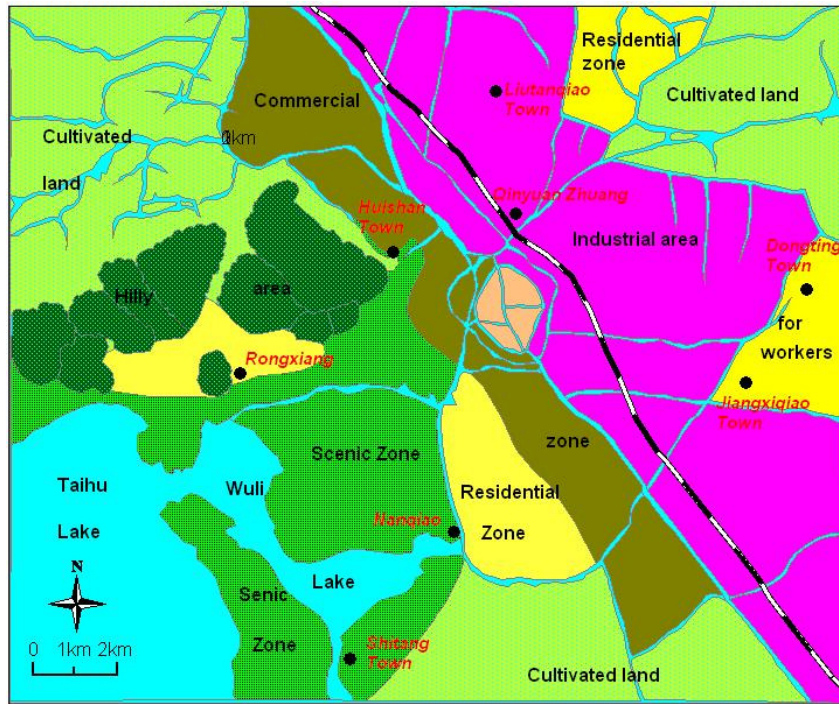 Residential
zone
Liutanqiao
Town
Commercial
Cultivated land
Cultivated
land
1km
Huishan
Town
Qinyuan Zhuang
Industrial area
Dongting
Town
Hilly
area
for
workers
Rongxiang
Jiangxiqiao
Town
zone
Scenic Zone
Taihu
Lake
Wuli
Residential
Zone
Nanqiao
N
Lake
Senic
Zone
Shitang
Town
0 1km 2km
Cultivated land